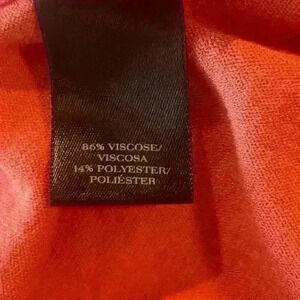 86% VISCOSE/
VISCOSA
14% POLYESTER/
POLIÉSTER